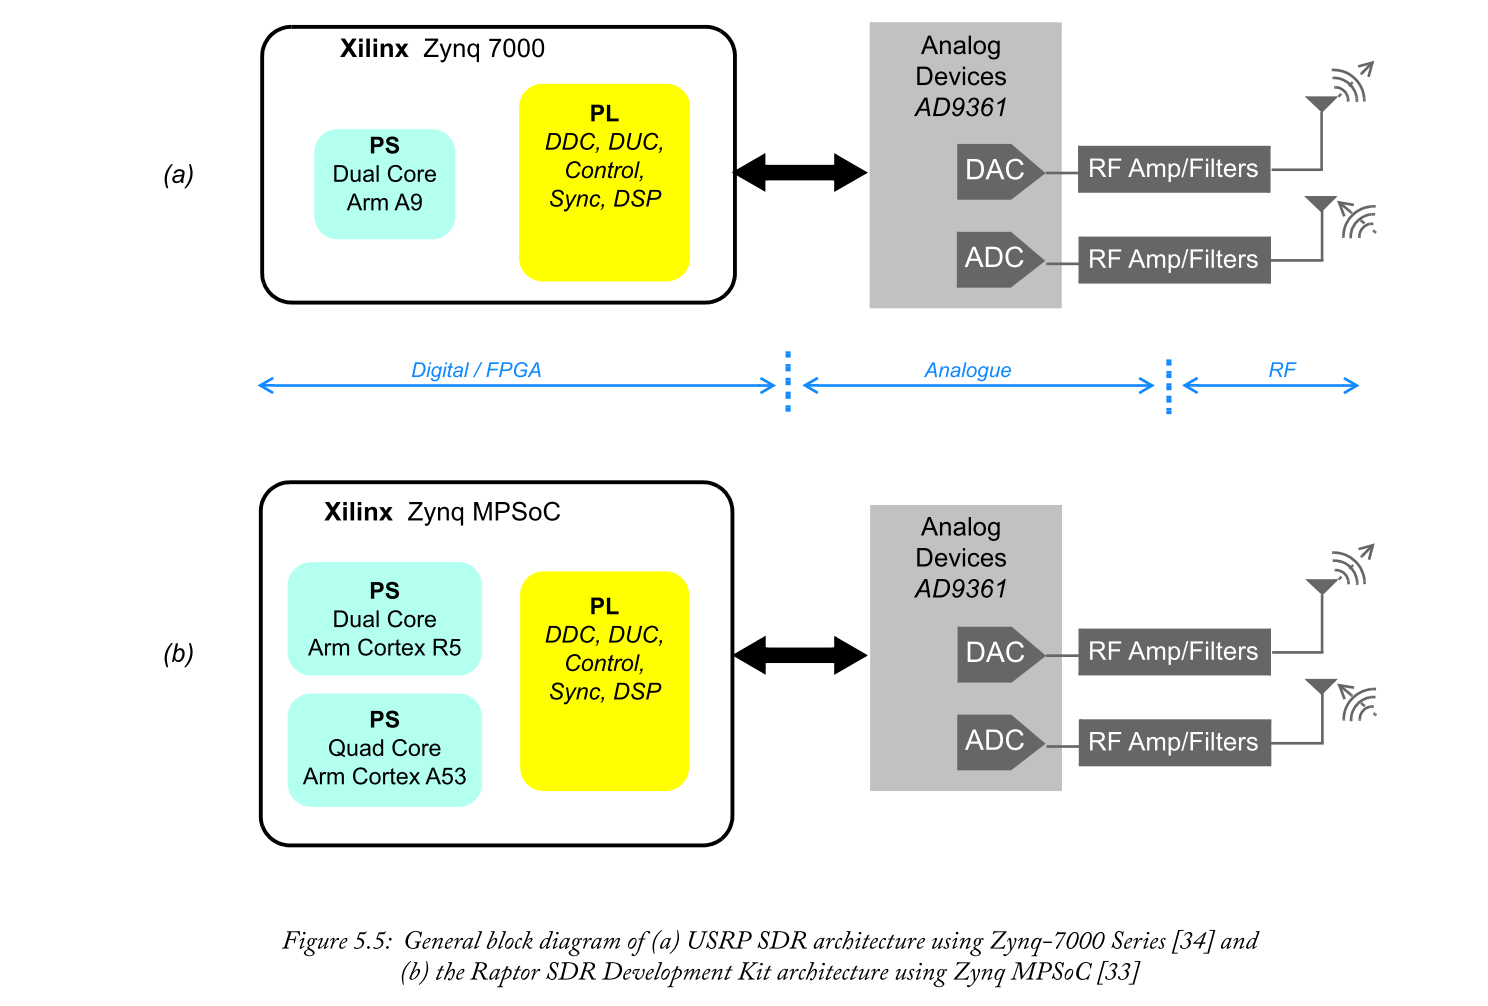 Xilinx Zynq 7000
PS
Dual Core
Arm A9
PL
DDC, DUC,
Control,
Sync, DSP
Analog
Devices
AD9361
DAC
RF Amp/Filters
ADC
RF Amp/Filters
(a)
Digital / FPGA
Analogue
RF
Xilinx Zynq MPSoC
PS
Dual Core
Arm Cortex R5
PS
Quad Core
Arm Cortex A53
PL
DDC, DUC,
Control,
Sync, DSP
Analog
Devices
AD9361
DAC
RF Amp/Filters
ADC
RF Amp/Filters
(b)
Figure 5.5: General block diagram of (a) USRP SDR architecture using Zynq-7000 Series [34] and
(b) the Raptor SDR Development Kit architecture using Zynq MPSoC [33]